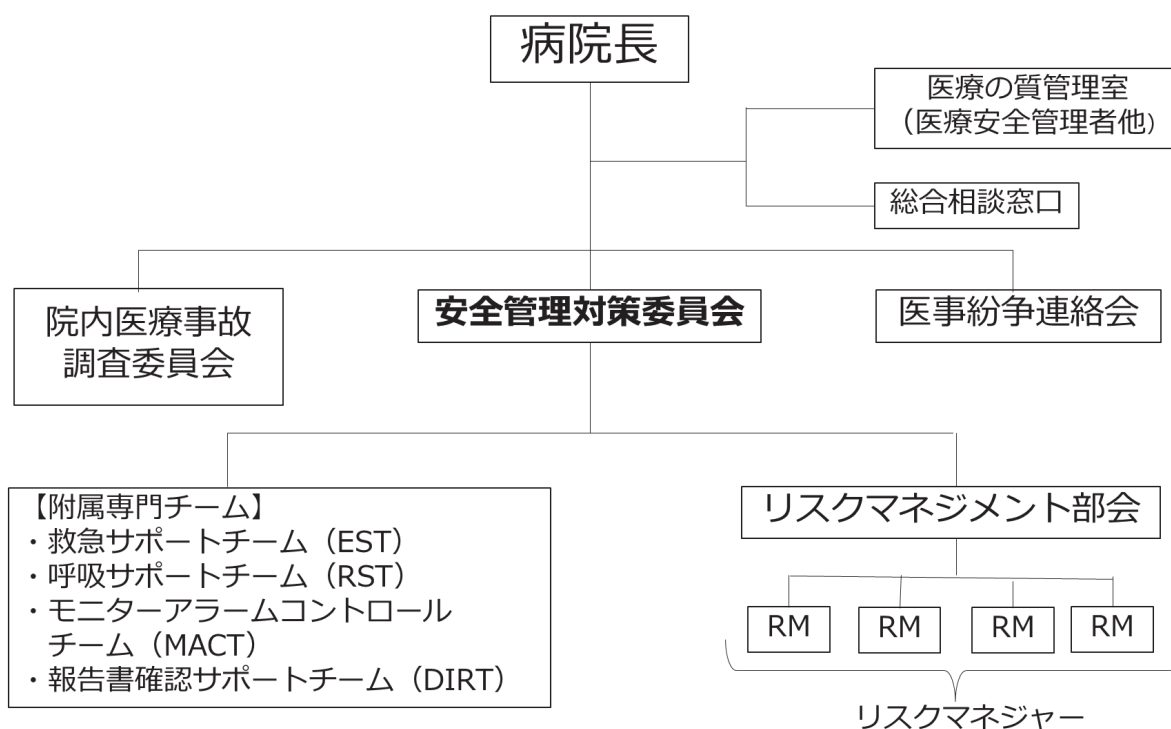 病院長
医療の質管理室
（医療安全管理者他)
総合相談窓口
院内医療事故
調査委員会
安全管理対策委員会
医事紛争連絡会
【附属専門チーム】
・救急サポートチーム（EST）
・呼吸サポートチーム（RST）
・モニターアラームコントロール
チーム（MACT）
・報告書確認サポートチーム（DIRT）
リスクマネジメント部会
RM
RM
RM
RM
リスクマネジャー